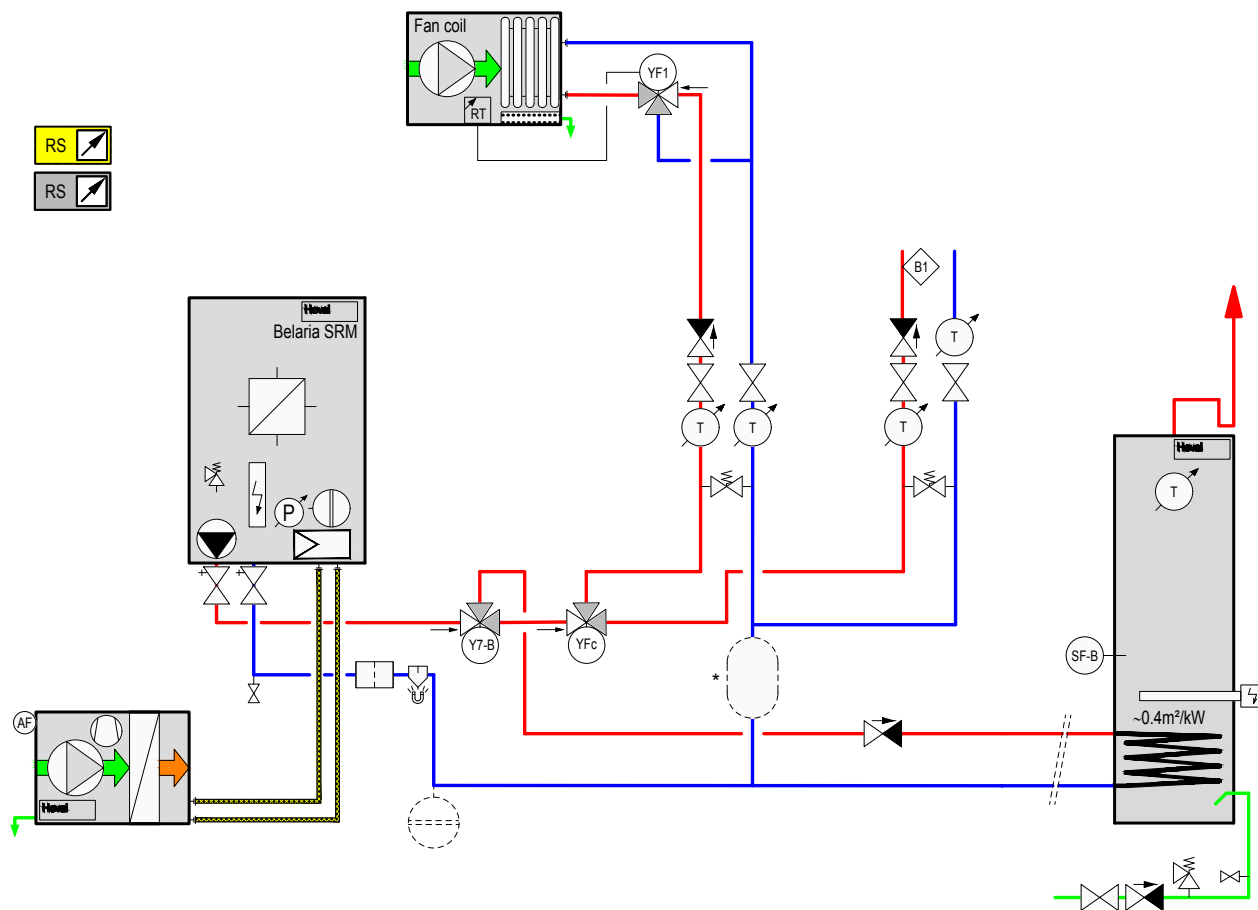 Fan coil
YF1
RT
RS
RS
B1
Hoval
Belaria SRM
T
T
T
T
T
Hoval
P
Y7-B
YFc
*
SF-B
~0.4m²/kW
AF
Hoval